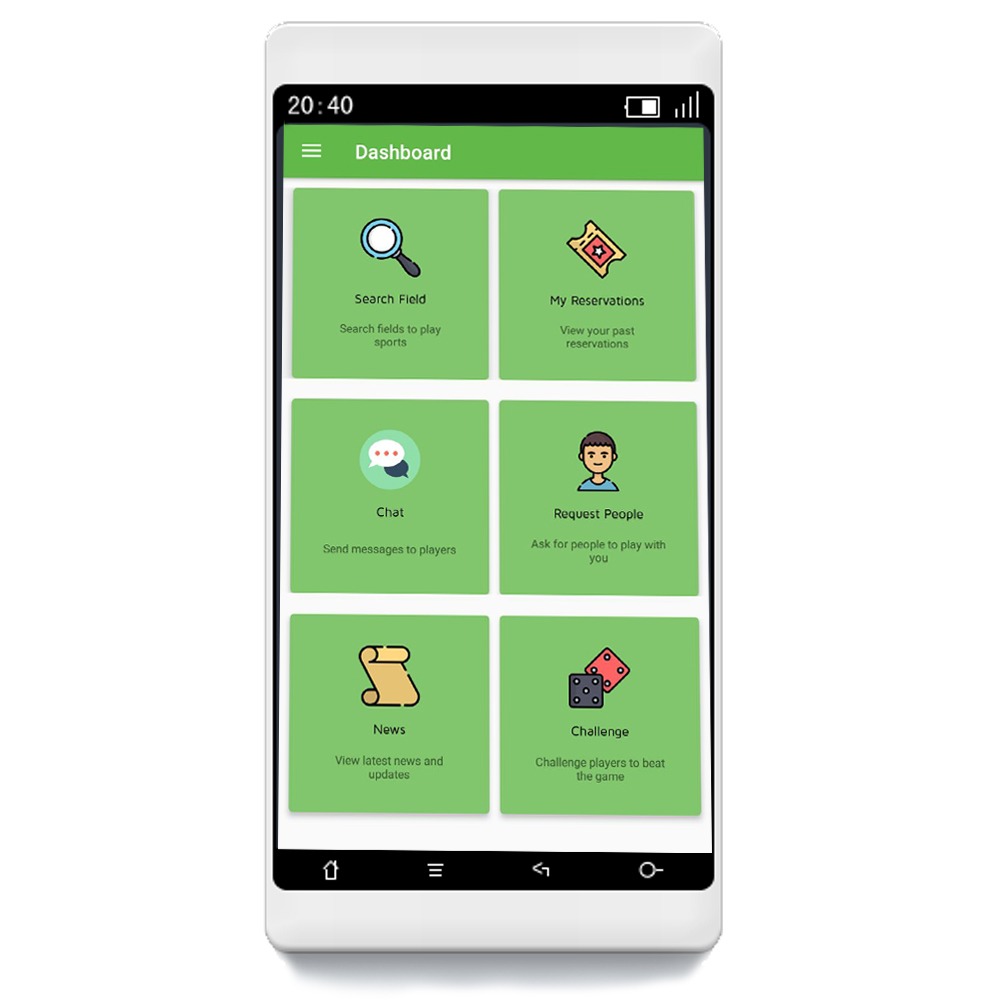 20:40
Dashboard
Search Field
Search fields to play
sports
My Reservations
View your past
reservations
Chat
Send messages to players
Request People
Ask for people to play with
you
News
View latest news and
updates
Challenge
Challenge players to beat
the game